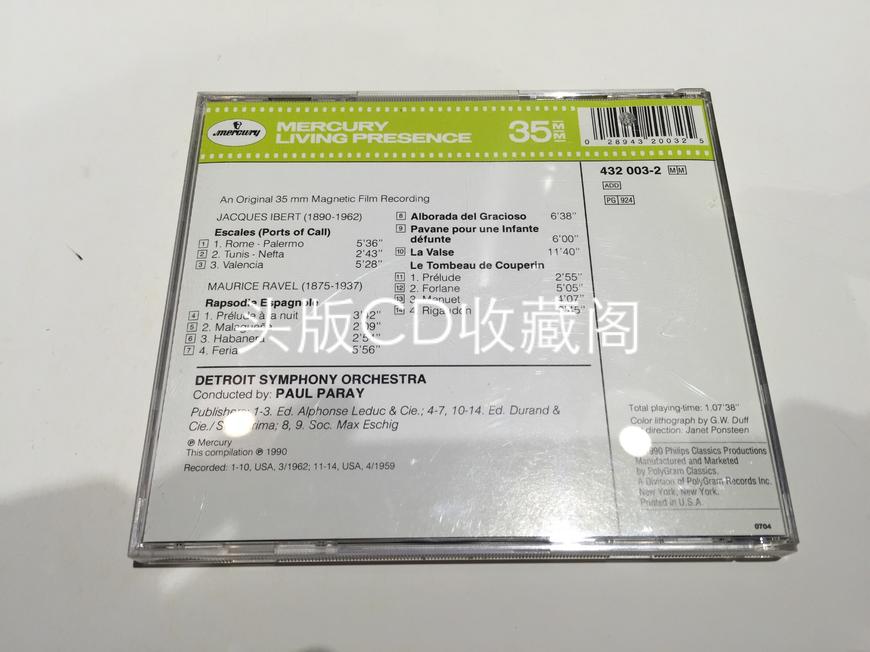 mercury
MERCURY
LIVING PRESENCE
35 MM
0 28943 20032 5
432 003-2 MM
ADD
PG 924
An Original 35 mm Magnetic Film Recording
JACQUES IBERT (1890-1962)
Escales (Ports of Call)
1 1. Rome - Palermo 5'36"
2 2. Tunis - Nefta 2'43"
3 3. Valencia 5'28"
MAURICE RAVEL (1875-1937)
Rapsodie Espagnole
4 1. Prélude à la nuit
5 2. Malagueña 2'09"
6 3. Habanera
7 4. Feria 5'56"
8 Alborada del Gracioso 6'38"
9 Pavane pour une Infante
défunte 6'00"
10 La Valse 11'40"
Le Tombeau de Couperin
11 1. Prélude 2'55"
12 2. Forlane 5'05"
13 3. Menuet 4'07"
14 4. Rigaudon
头版CD收藏阁
DETROIT SYMPHONY ORCHESTRA
Conducted by: PAUL PARAY
Publishers: 1-3. Ed. Alphonse Leduc & Cie.; 4-7, 10-14. Ed. Durand &
Cie./ 8, 9. Soc. Max Eschig
℗ Mercury
This compilation ℗ 1990
Recorded: 1-10, USA, 3/1962; 11-14, USA, 4/1959
Total playing-time: 1.07'38"
Color lithograph by G.W. Duff
direction: Janet Ponsteen
1990 Philips Classics Productions
Manufactured and Marketed
by PolyGram Classics.
A Division of PolyGram Records Inc.
New York, New York.
Printed in U.S.A.
0704